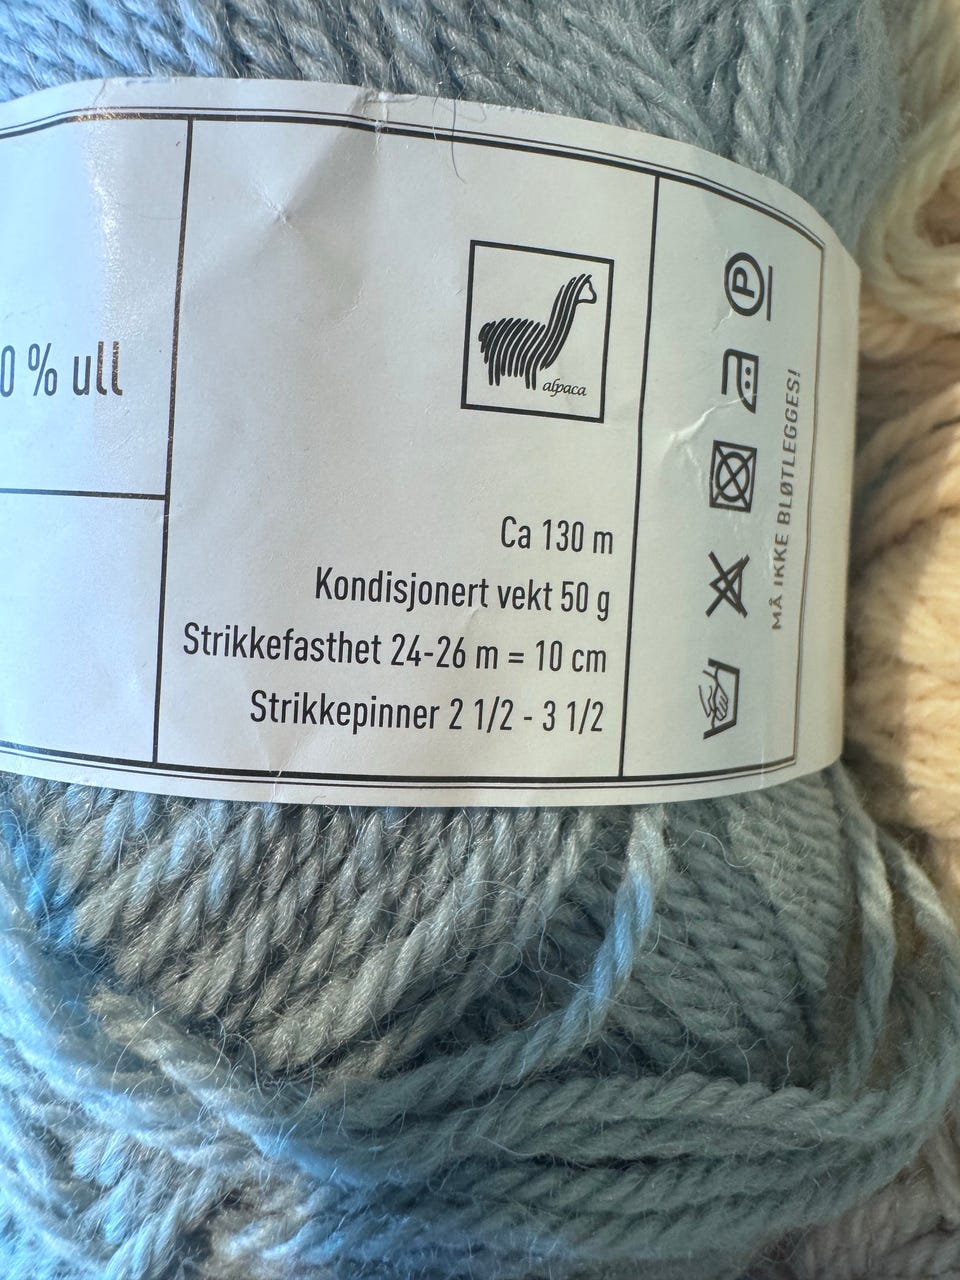 0 % ull
alpaca
Ca 130 m
Kondisjonert vekt 50 g
Strikkefasthet 24-26 m = 10 cm
Strikkepinner 2 1/2 - 3 1/2
P
MÅ IKKE BLØTLEGGES!